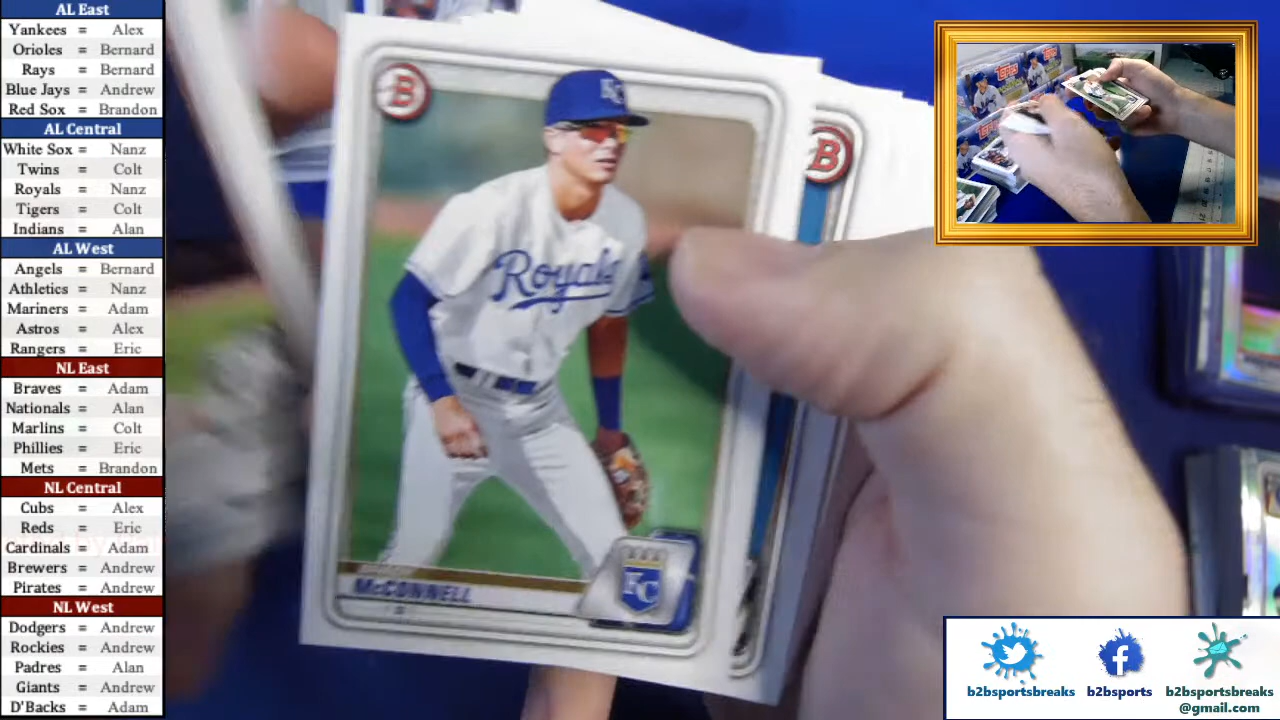 AL East
Yankees = Alex
Orioles = Bernard
Rays = Bernard
Blue Jays = Andrew
Red Sox = Brandon
AL Central
White Sox = Nanz
Twins = Colt
Royals = Nanz
Tigers = Colt
Indians = Alan
AL West
Angels = Bernard
Athletics = Nanz
Mariners = Adam
Astros = Alex
Rangers = Eric
NL East
Braves = Adam
Nationals = Alan
Marlins = Colt
Phillies = Eric
Mets = Brandon
NL Central
Cubs = Alex
Reds = Eric
Cardinals = Adam
Brewers = Andrew
Pirates = Andrew
NL West
Dodgers = Andrew
Rockies = Andrew
Padres = Alan
Giants = Andrew
D'Backs = Adam
B
KC
Royals
McCONNELL
KC
B
Topps
b2bsportsbreaks
b2bsports
b2bsportsbreaks
@gmail.com